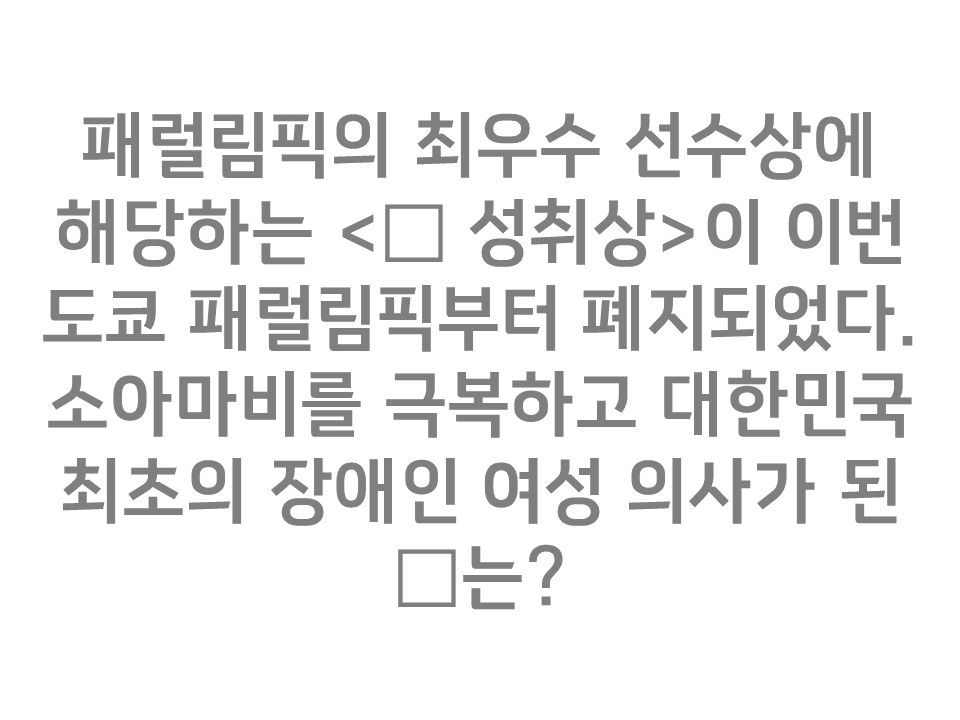 패럴림픽의 최우수 선수상에
해당하는 <□ 성취상>이 이번
도쿄 패럴림픽부터 폐지되었다.
소아마비를 극복하고 대한민국
최초의 장애인 여성 의사가 된
□는?